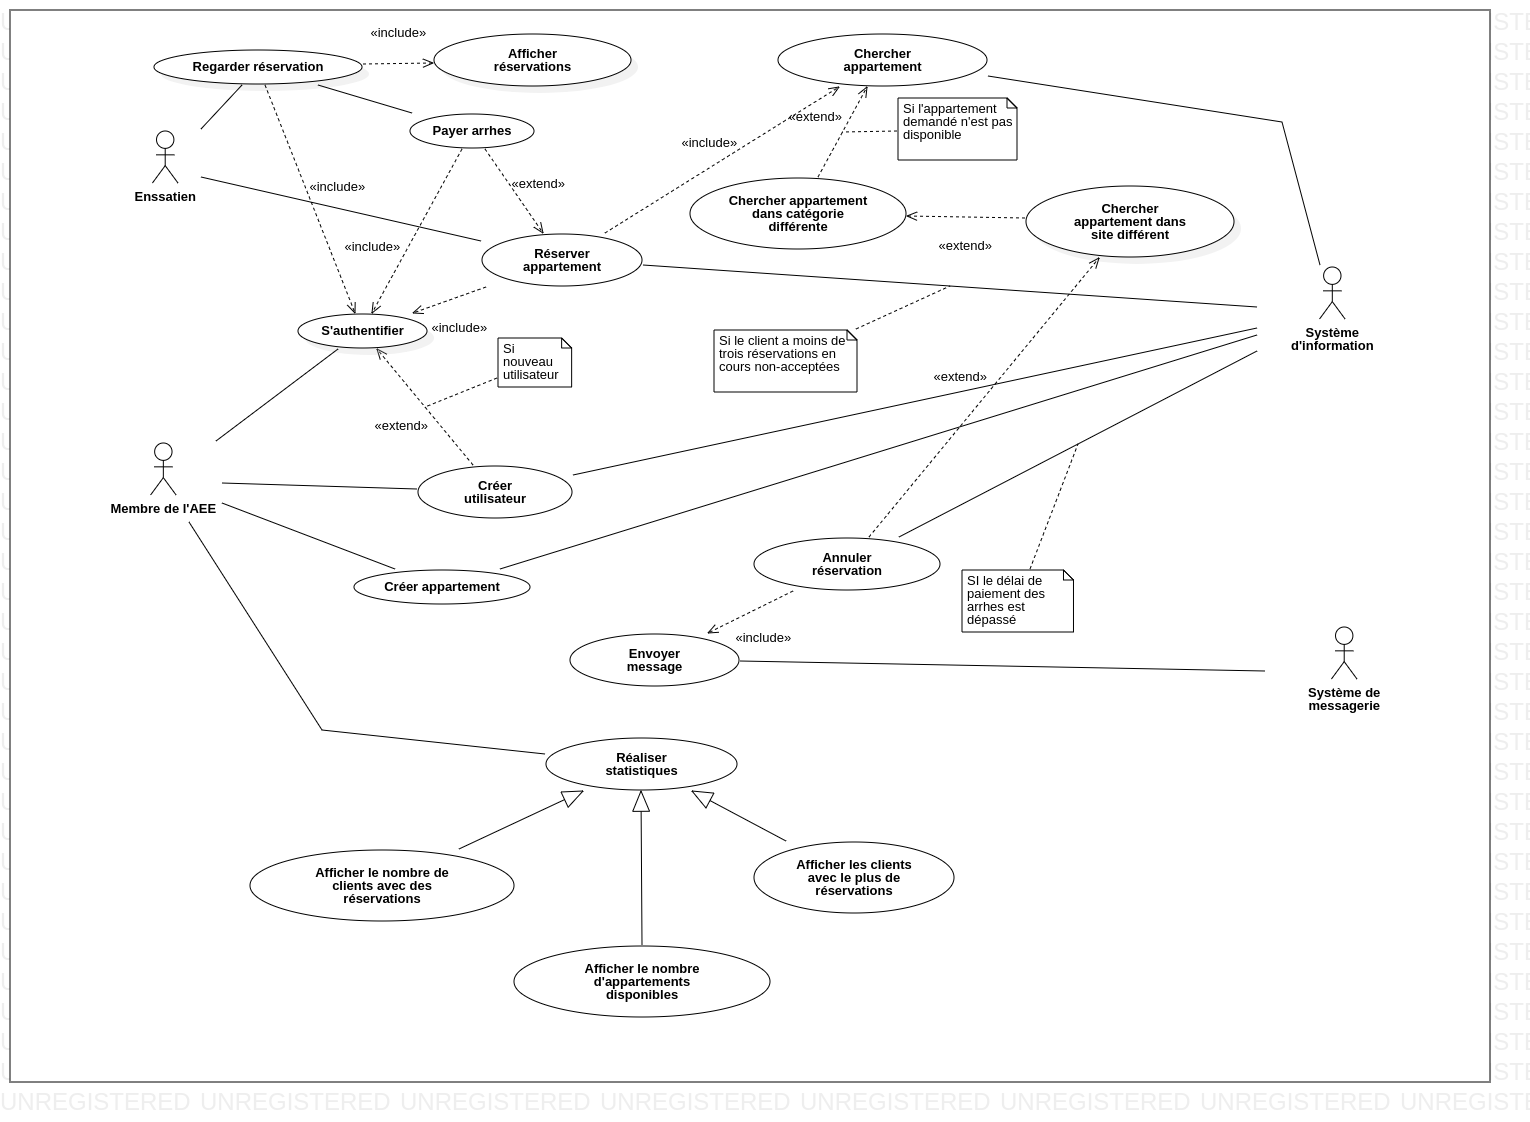 «include»
Afficher
réservations
Regarder réservation
Chercher
appartement
Si l'appartement
demandé n'est pas
disponible
«extend»
Payer arrhes
«include»
«extend»
«include»
Enssatien
Chercher appartement
dans catégorie
différente
Chercher
appartement dans
site différent
«include»
«extend»
Réserver
appartement
S'authentifier
«include»
Si
nouveau
utilisateur
Si le client a moins de
trois réservations en
cours non-acceptées
Système
d'information
«extend»
«extend»
Créer
utilisateur
Membre de l'AEE
Annuler
réservation
Créer appartement
SI le délai de
paiement des
arrhes est
dépassé
«include»
Envoyer
message
Système de
messagerie
Réaliser
statistiques
Afficher le nombre de
clients avec des
réservations
Afficher les clients
avec le plus de
réservations
Afficher le nombre
d'appartements
disponibles
UNREGISTERED UNREGISTERED UNREGISTERED UNREGISTERED UNREGISTERED UNREGISTERED UNREGISTERED UNREGISTE